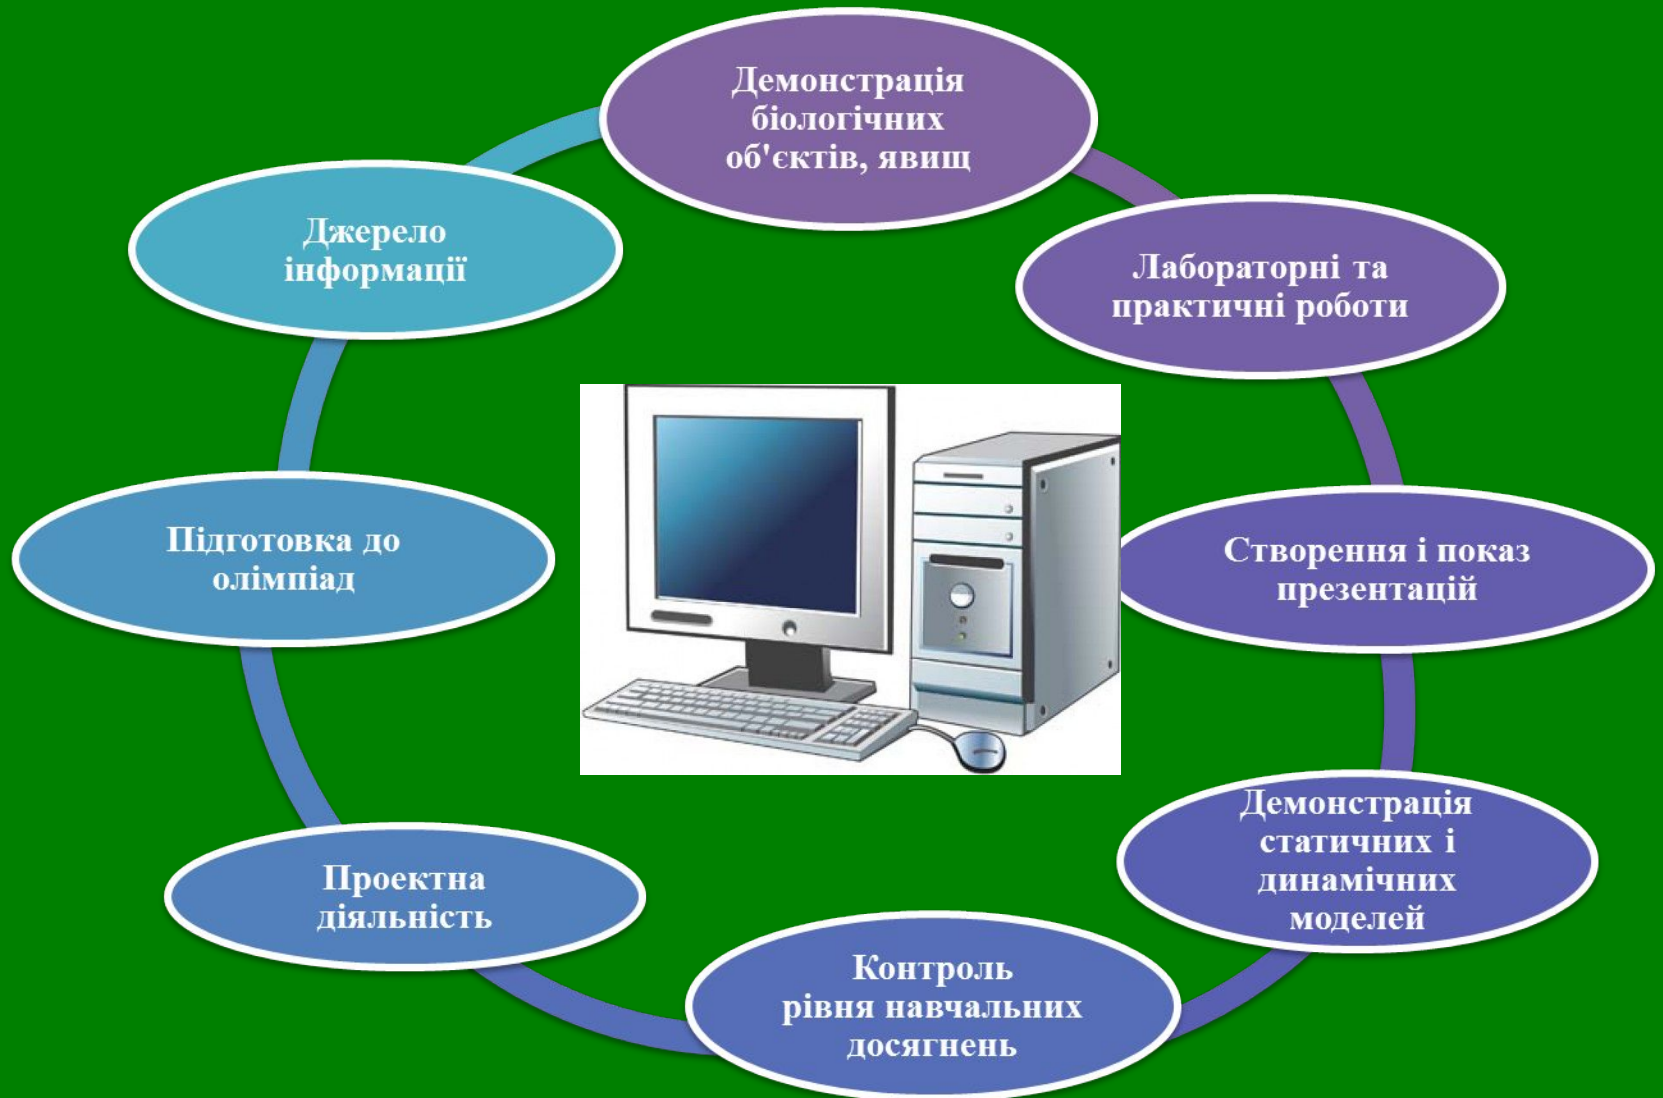 Демонстрація
біологічних
об'єктів, явищ
Лабораторні та
практичні роботи
Створення і показ
презентацій
Демонстрація
статичних і
динамічних
моделей
Контроль
рівня навчальних
досягнень
Проектна
діяльність
Підготовка до
олімпіад
Джерело
інформації